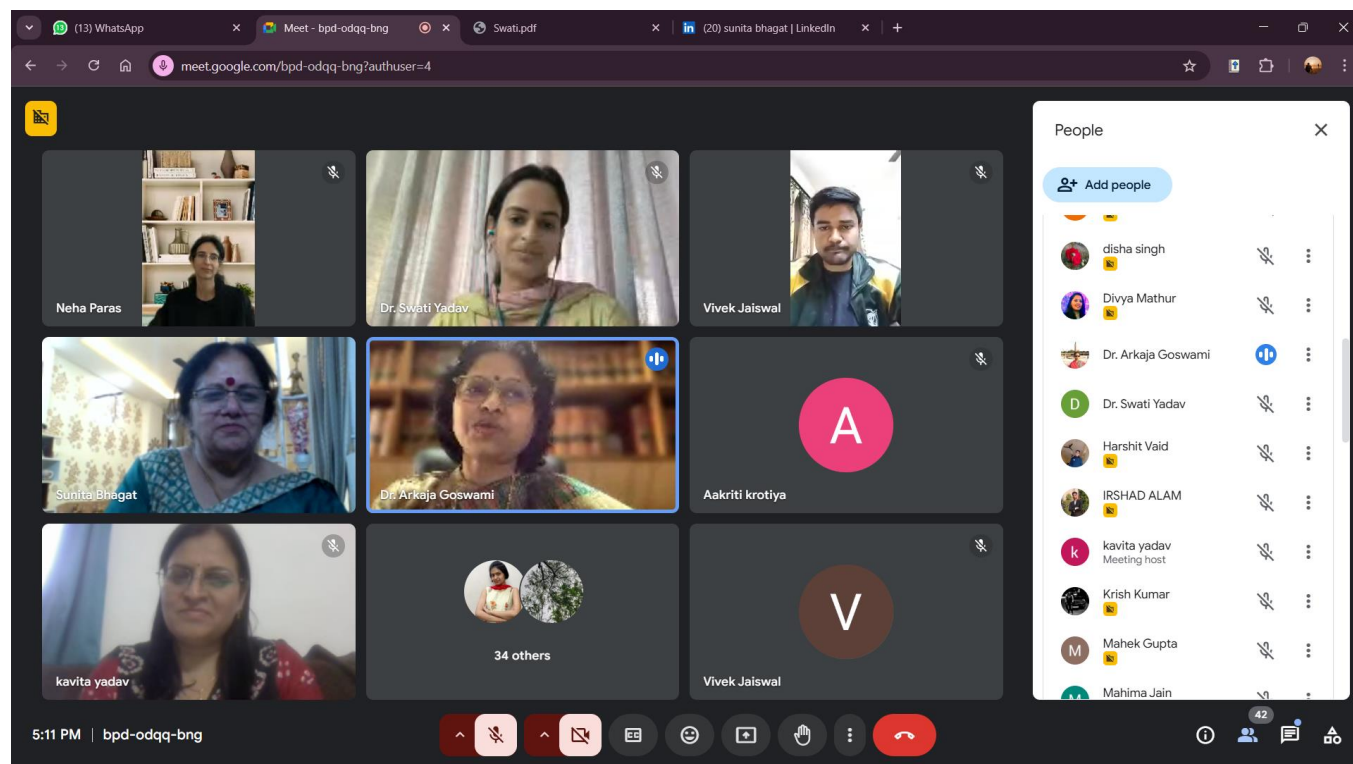 (13) WhatsApp
Meet - bpd-odqq-bng
Swati.pdf
in (20) sunita bhagat | LinkedIn
meet.google.com/bpd-odqq-bng?authuser=4
Neha Paras
Dr. Swati Yadav
Vivek Jaiswal
Sunita Bhagat
Dr. Arkaja Goswami
A
Aakriti krotiya
kavita yadav
34 others
V
Vivek Jaiswal
People
Add people
disha singh
Divya Mathur
Dr. Arkaja Goswami
D
Dr. Swati Yadav
Harshit Vaid
IRSHAD ALAM
k
kavita yadav
Meeting host
Krish Kumar
M
Mahek Gupta
M
Mahima Jain
5:11 PM | bpd-odqq-bng
CC
42